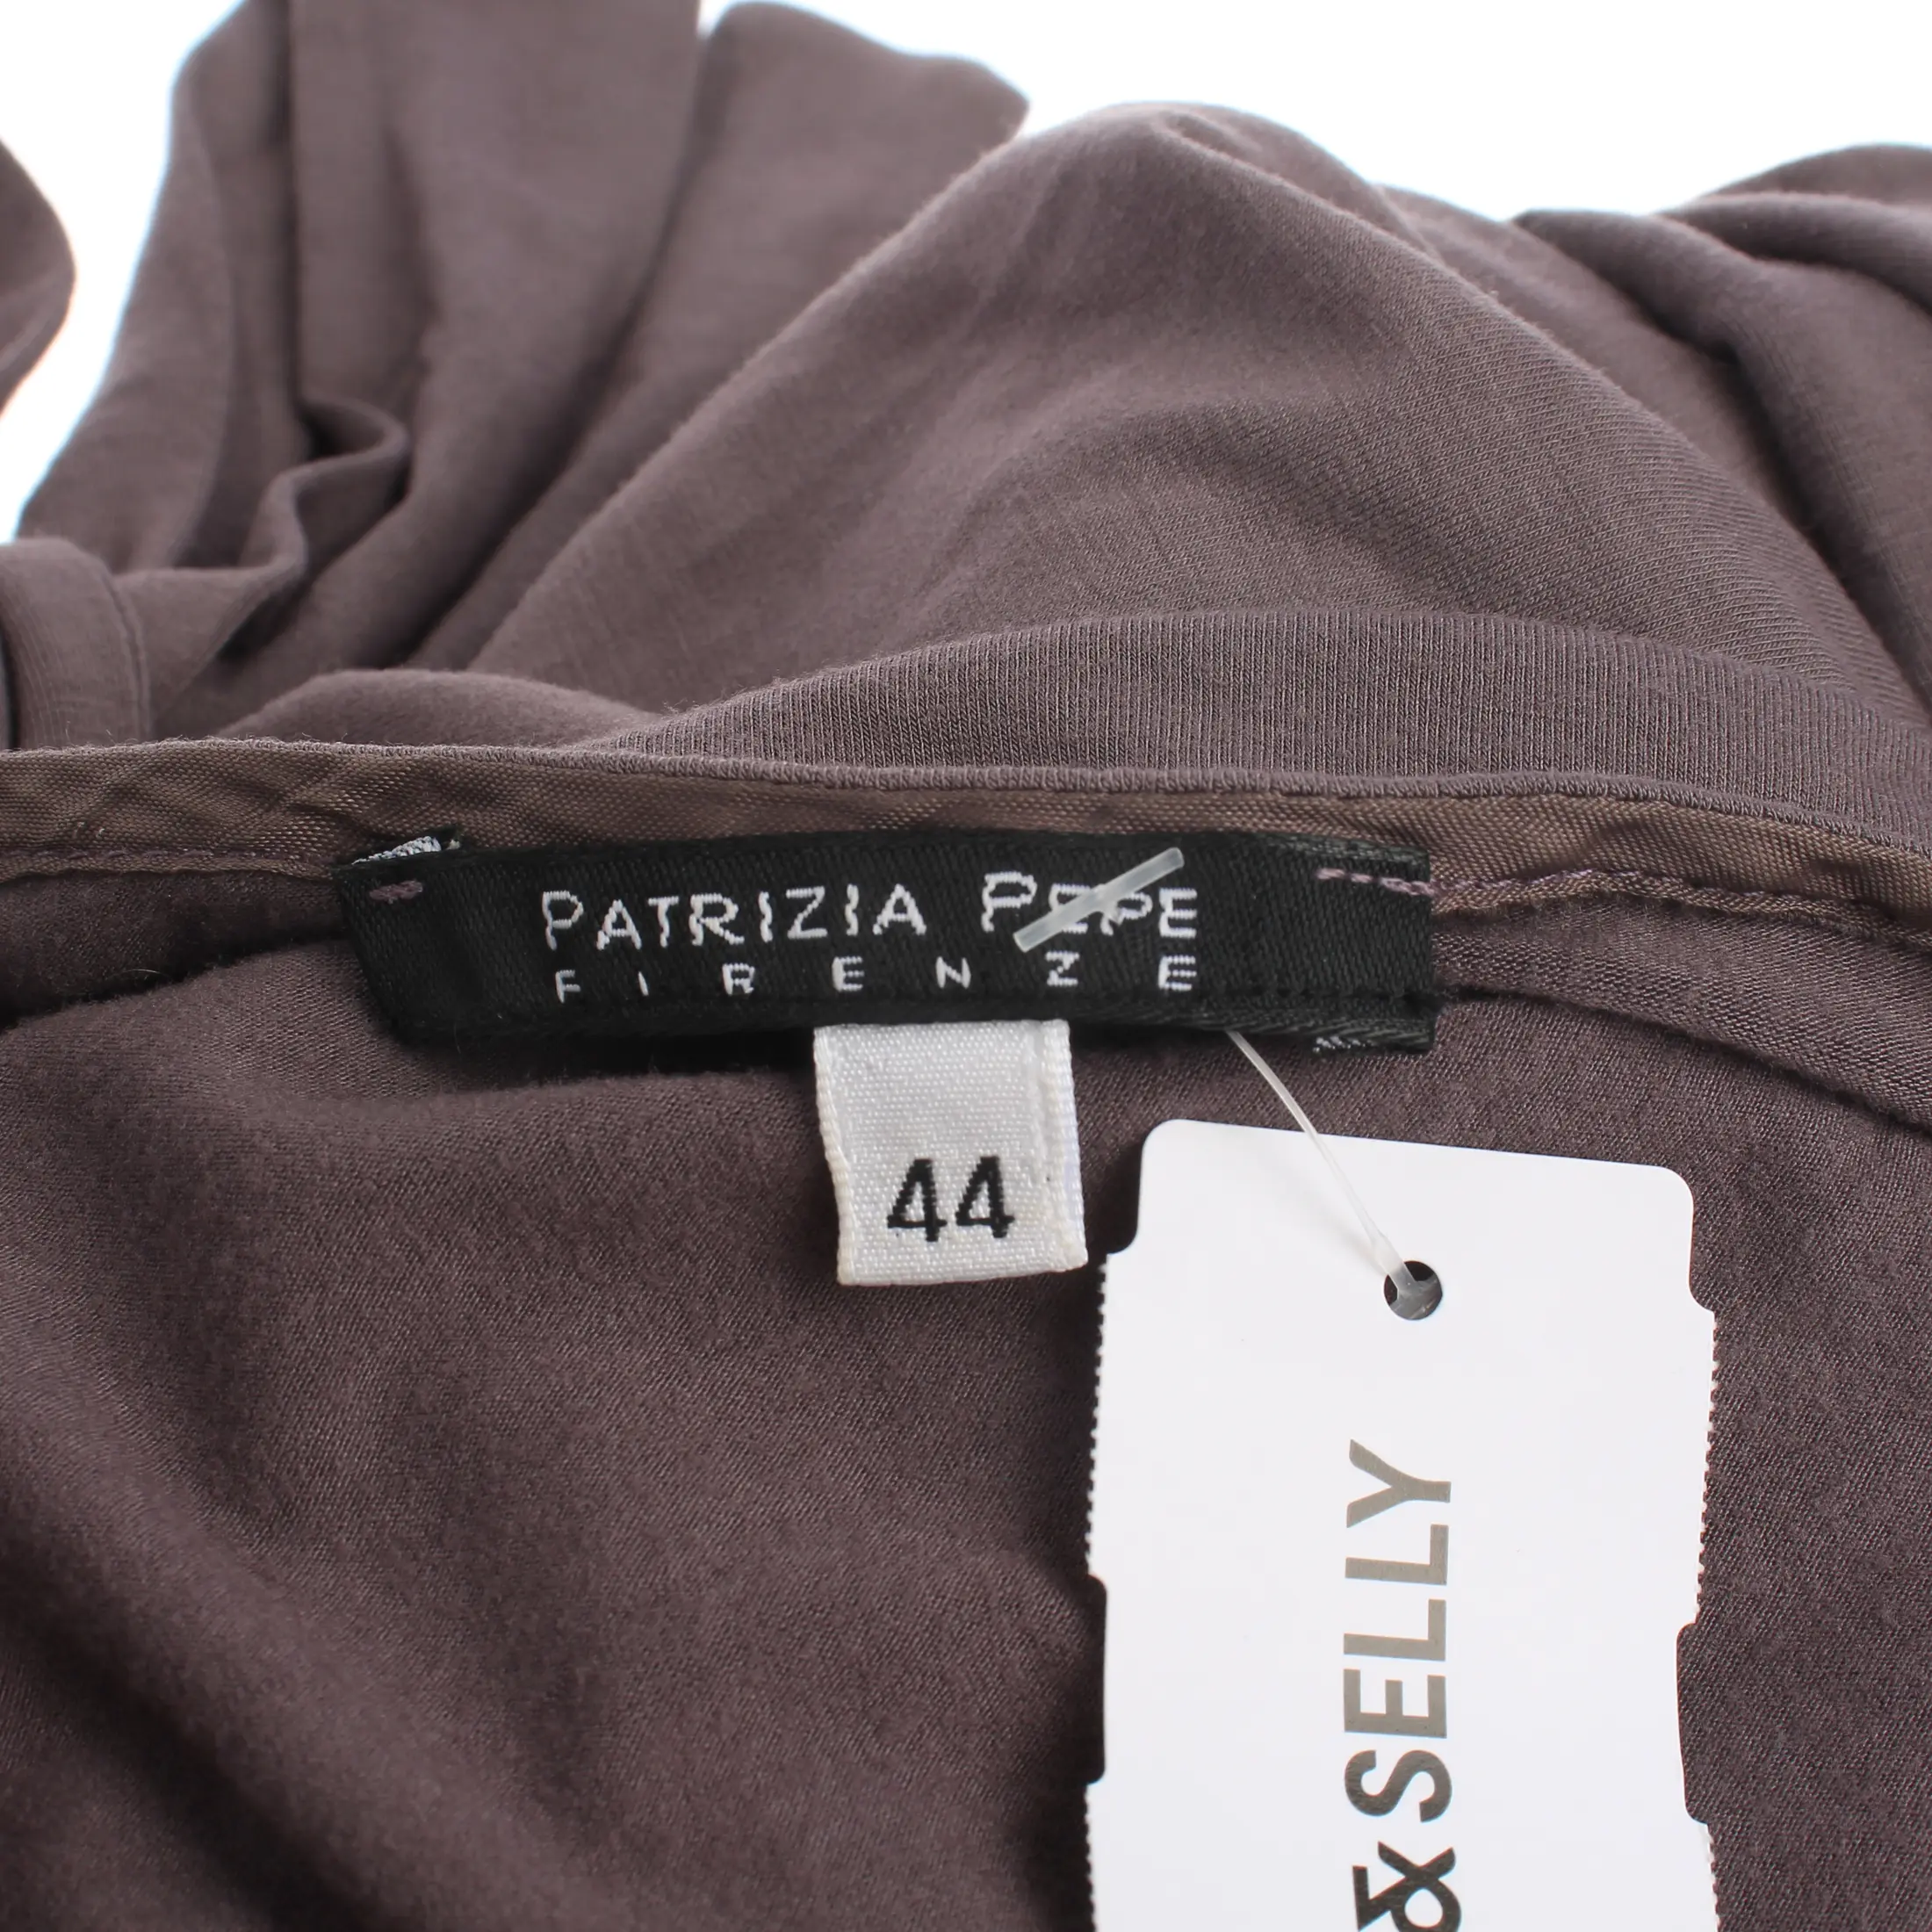 PATRIZIA PEPE
FIRENZE
44
&SELLY